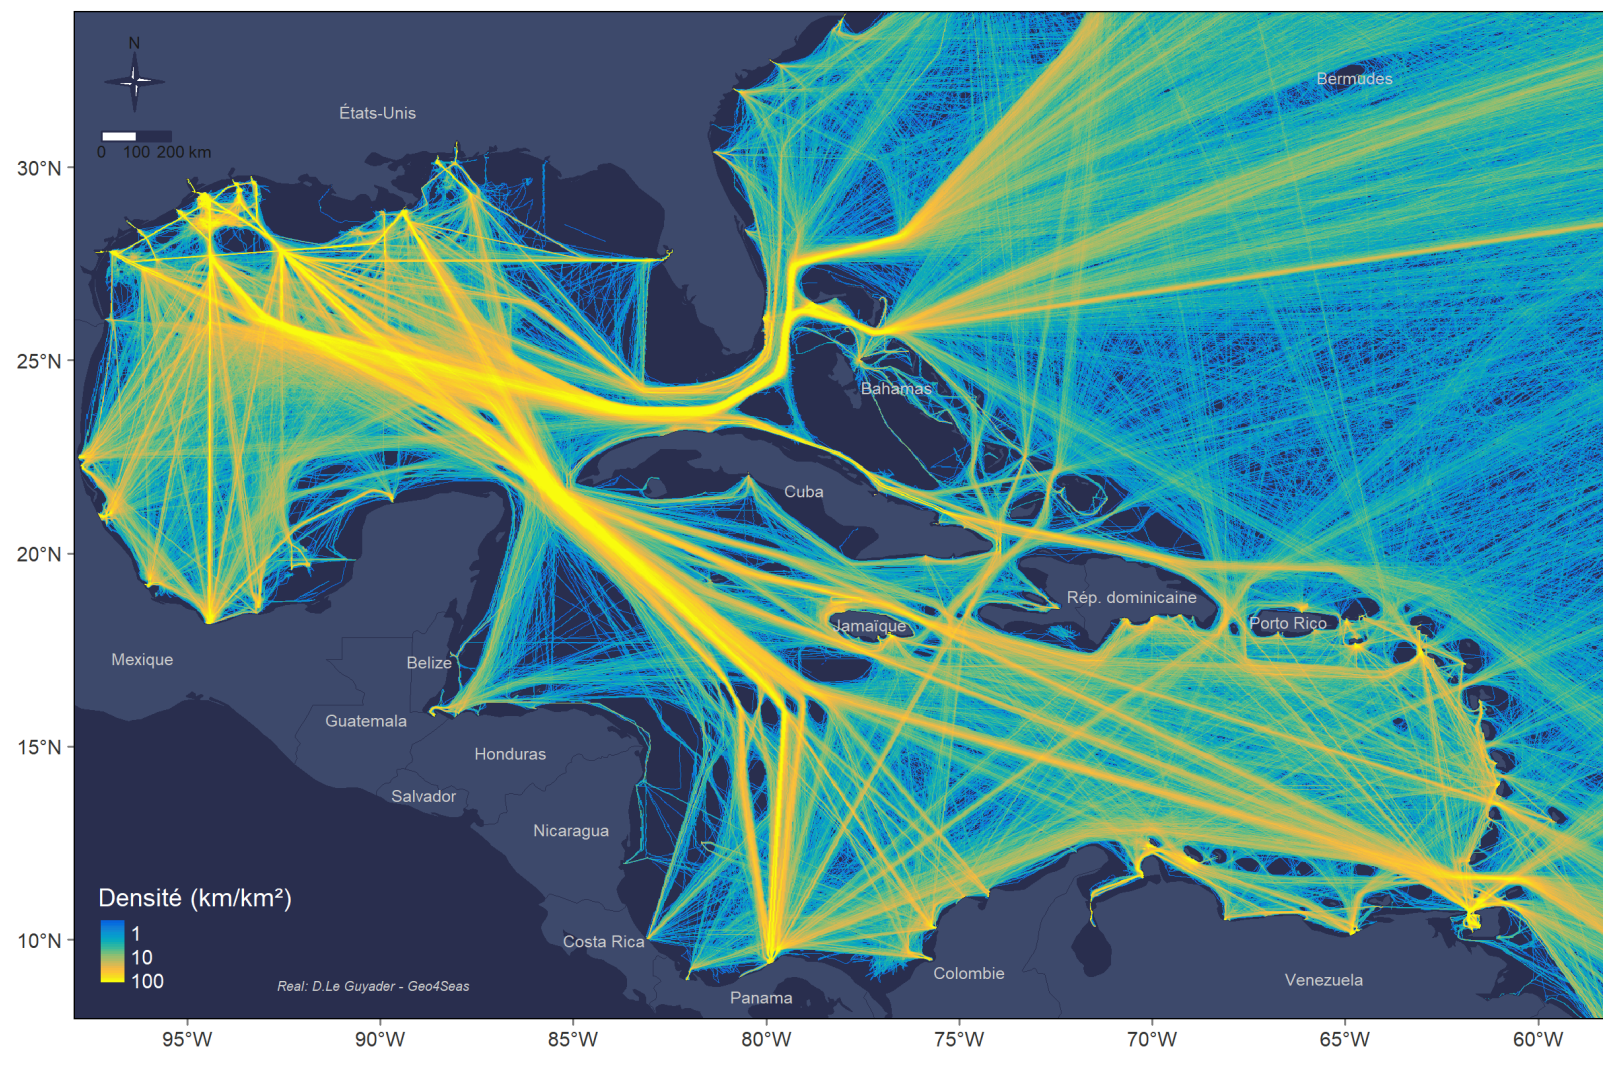 N
États-Unis
0 100 200 km
Bermudes
30°N
25°N
20°N
15°N
10°N
Bahamas
Cuba
Rép. dominicaine
Porto Rico
Jamaïque
Mexique
Belize
Guatemala
Honduras
Salvador
Nicaragua
Costa Rica
Panama
Colombie
Venezuela
Densité (km/km²)
1
10
100
Real: D.Le Guyader - Geo4Seas
95°W 90°W 85°W 80°W 75°W 70°W 65°W 60°W